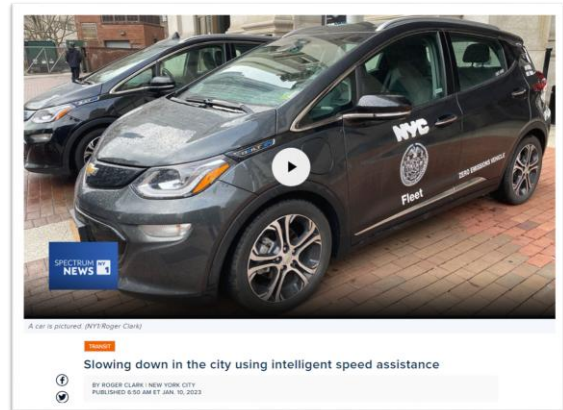 NYC
Fleet
ZERO EMISSIONS VEHICLE
SPECTRUM
NEWS NY1
A car is pictured. (NY1/Roger Clark)
TRANSIT
Slowing down in the city using intelligent speed assistance
BY ROGER CLARK | NEW YORK CITY
PUBLISHED 6:50 AM ET JAN. 10, 2023